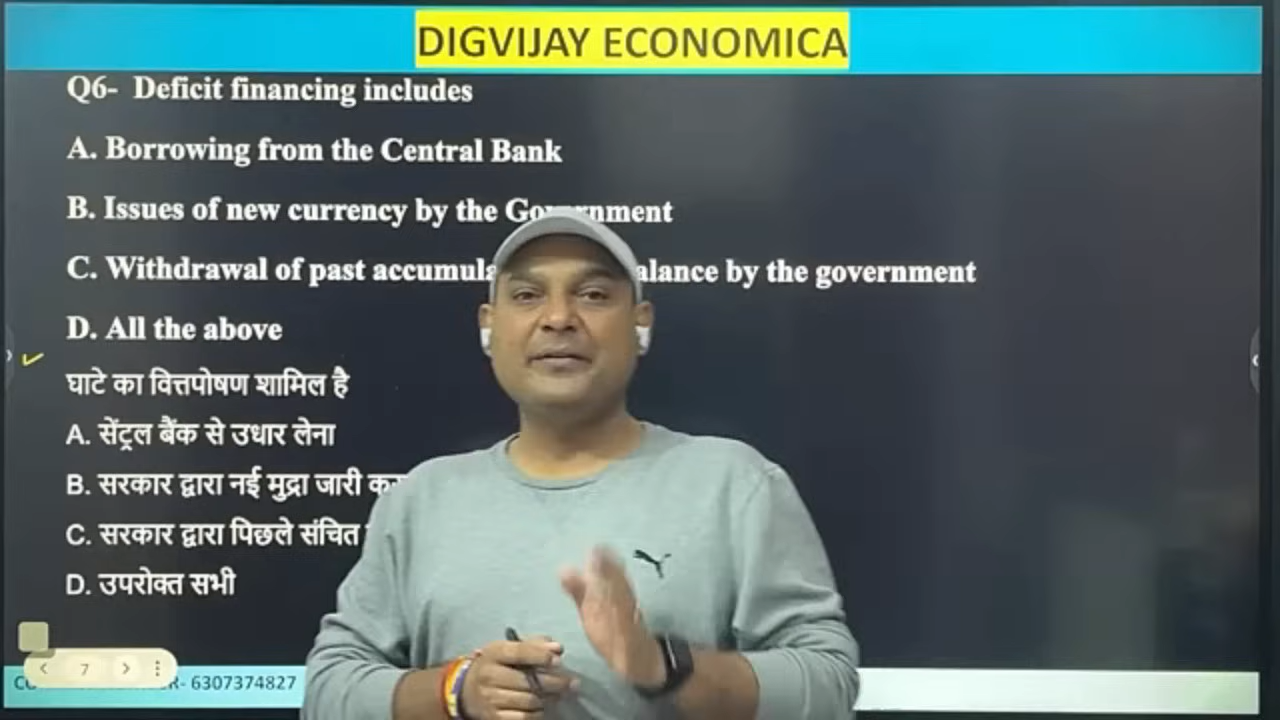 DIGVIJAY ECONOMICA
Q6- Deficit financing includes
A. Borrowing from the Central Bank
B. Issues of new currency by the
C. Withdrawal of past by the government
D. All the above
घाटे का वित्तपोषण शामिल है
A. सेंट्रल बैंक से उधार लेना
B. सरकार द्वारा नई मुद्रा जारी
C. सरकार द्वारा पिछले संचित
D. उपरोक्त सभी
7
6307374827